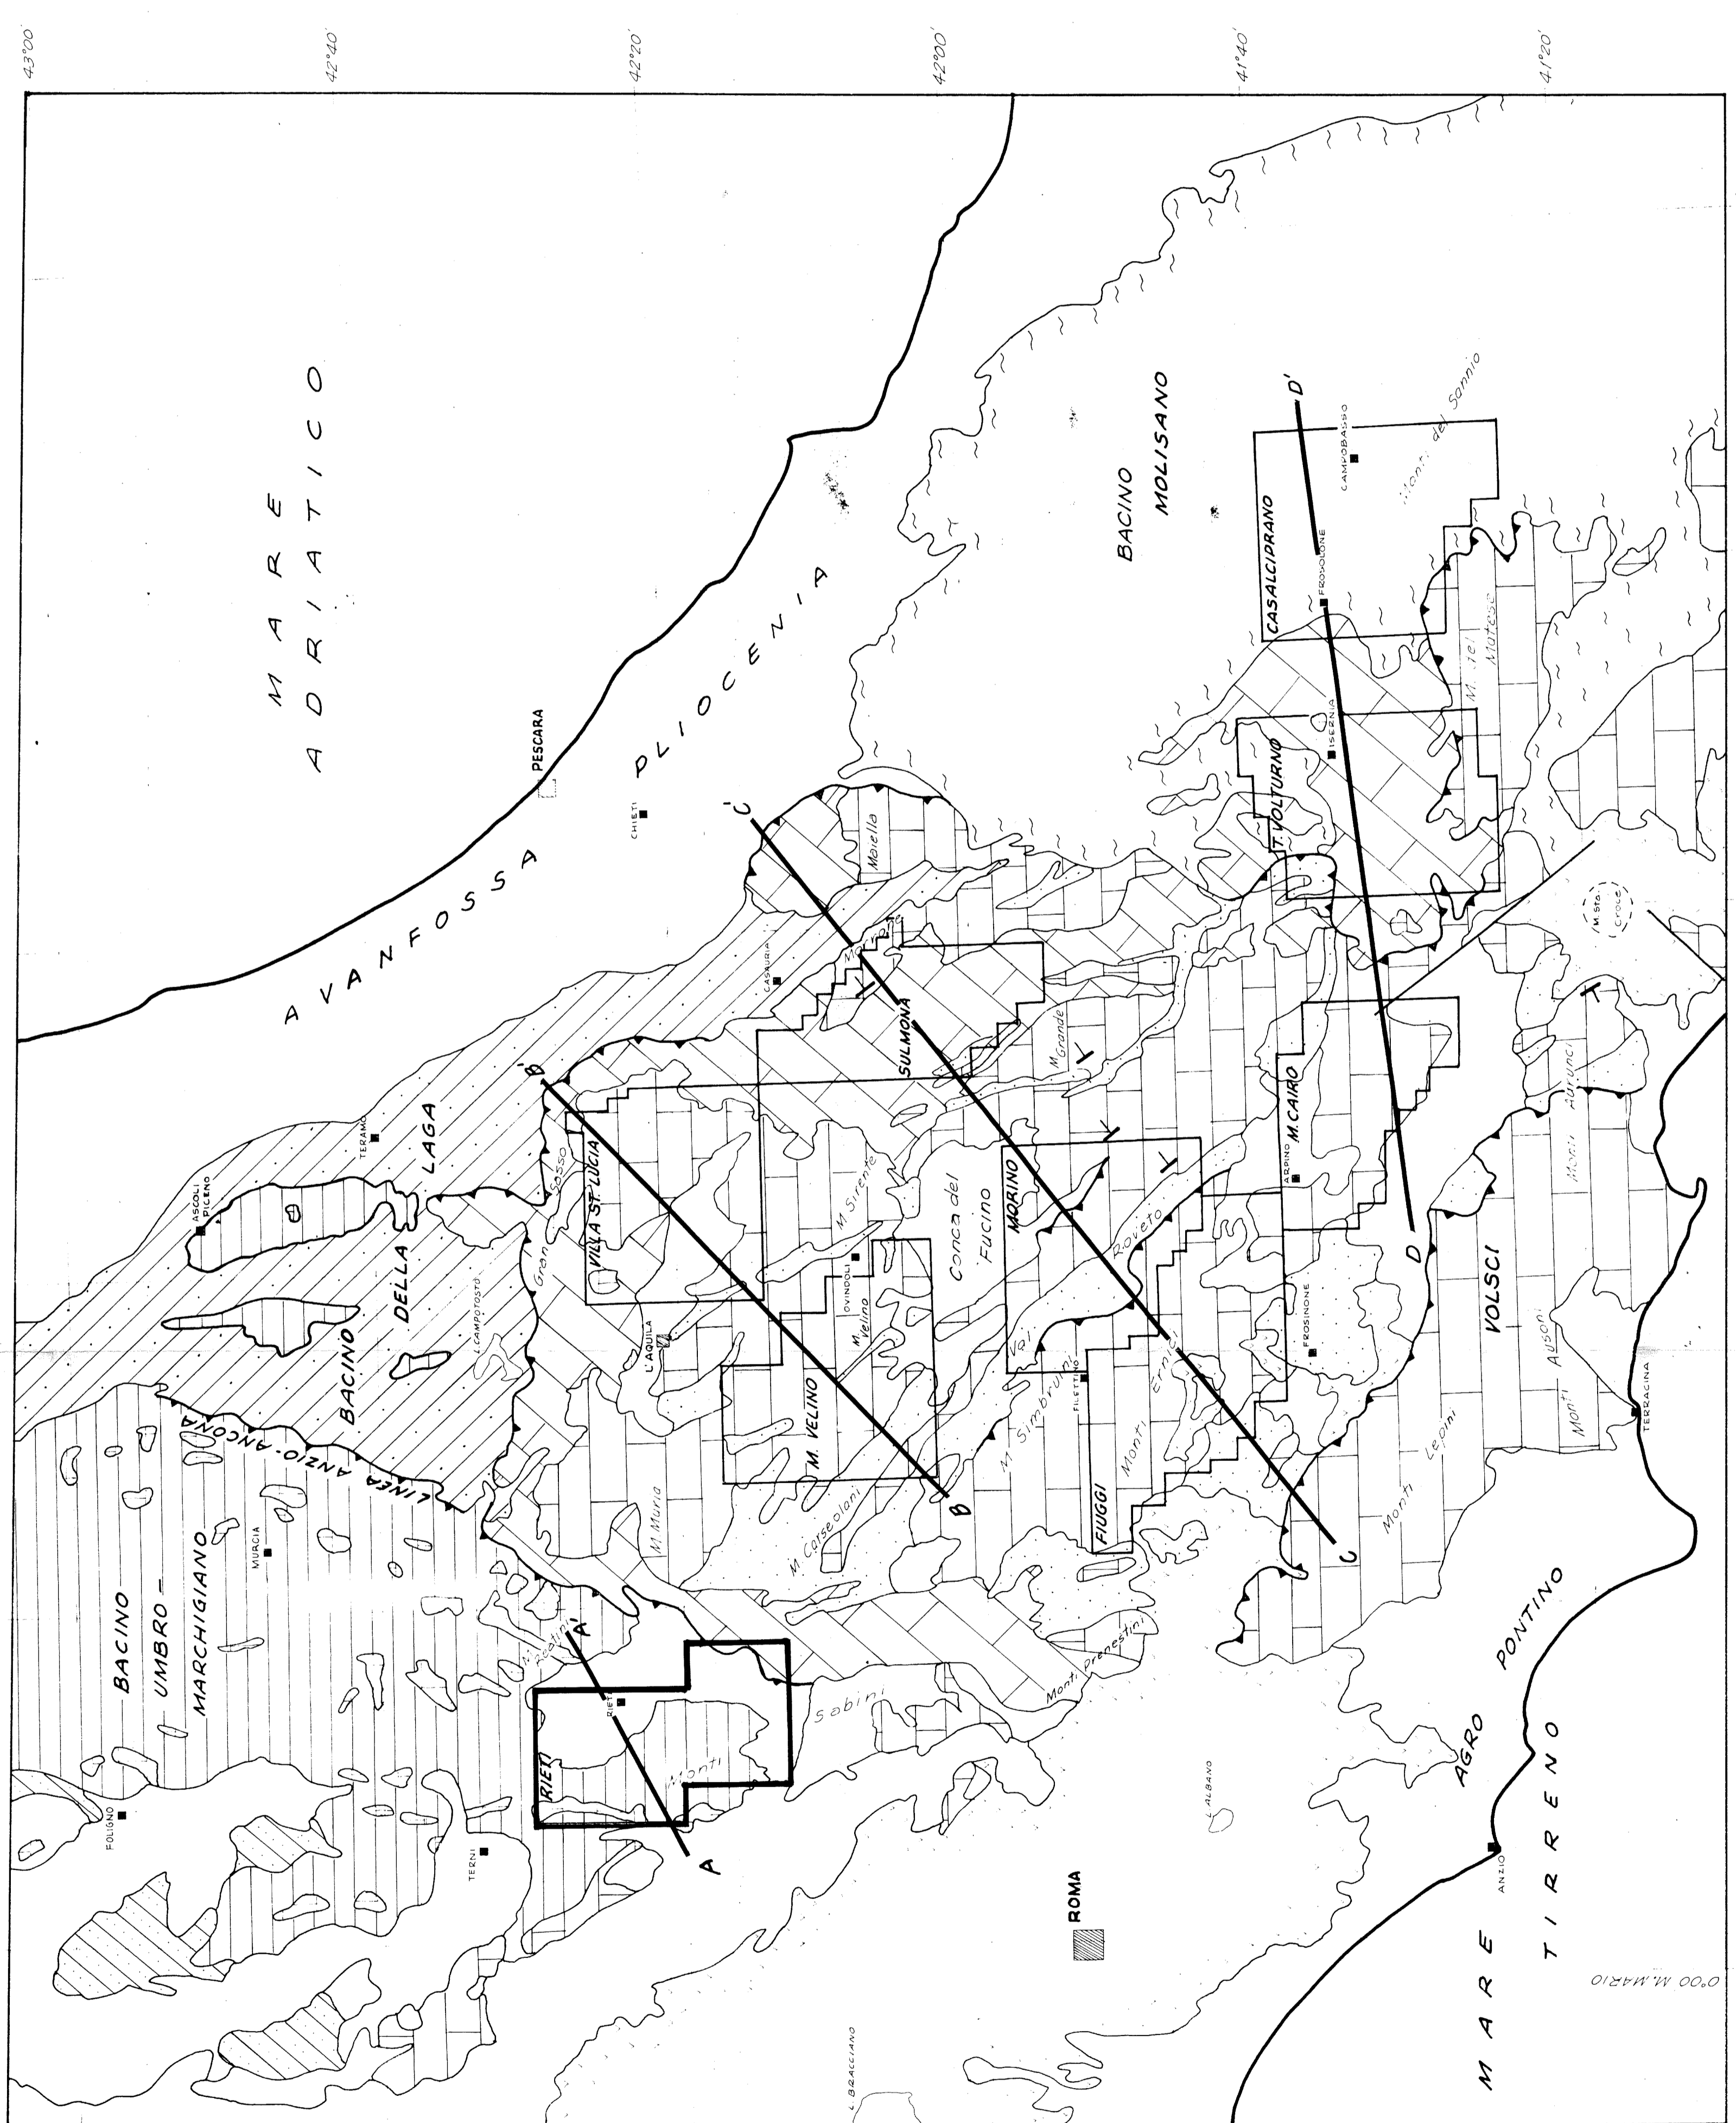 43°00'
42°40'
42°20'
42°00'
41°40'
41°20'
MARE
ADRIATICO
AVANFOSSA PLIOCENIA
PESCARA
CHIETI
BACINO
MOLISANO
CASALCIPRANO
D'
CAMPOBASSO
Monti del Sannio
FROSOLONE
M. del
Matese
ISERNIA
T. VOLTURNO
C'
Maiella
Morrone
CASAURIA
SULMONA
M. Grande
M. Sta.
Croce
B'
TERAMO
ASCOLI
PICENO
BACINO DELLA LAGA
L. CAMPOTOSTO
Gran Sasso
VILLA ST. LUCIA
L'AQUILA
M. Sirente
OVINDOLI
M.
Velino
M. VELINO
Conca del
Fucino
MORINO
Val Roveto
M. CAIRO
ARPINO
D
FROSINONE
VOLSCI
Monti Aurunci
Monti Ausoni
TERRACINA
Monti Lepini
FILETTINO
M. Simbruini
Monti Ernici
FIUGGI
B
C
M. Carseolani
M. Nuria
LINEA ANZIO-ANCONA
BACINO
UMBRO-
MARCHIGIANO
MURCIA
A'
RIETI
RIETI
Monti Sabini
A
Monti Prenestini
FOLIGNO
TERNI
ROMA
L. ALBANO
L. BRACCIANO
AGRO PONTINO
ANZIO
MARE
TIRRENO
0°00 M. MARIO